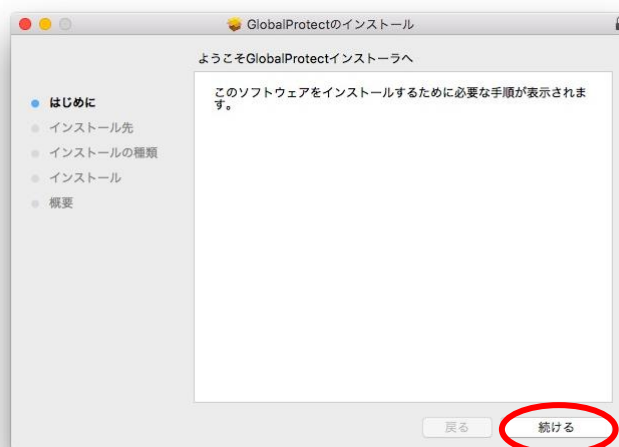 GlobalProtectのインストール
ようこそGlobalProtectインストーラへ
はじめに
インストール先
インストールの種類
インストール
概要
このソフトウェアをインストールするために必要な手順が表示されま
す。
戻る
続ける